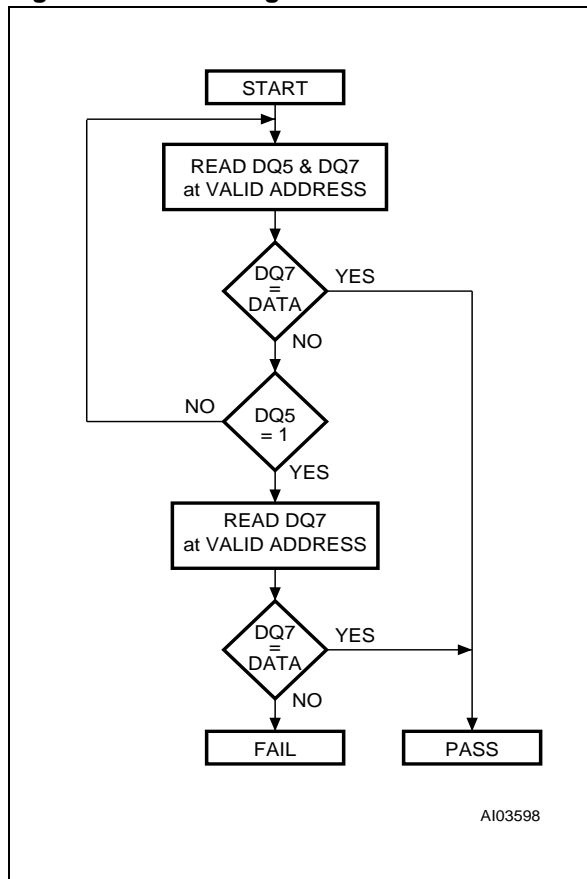 START
READ DQ5 & DQ7
at VALID ADDRESS
DQ7
=
DATA
YES
NO
DQ5
= 1
NO
YES
READ DQ7
at VALID ADDRESS
DQ7
=
DATA
YES
NO
FAIL
PASS
AI03598